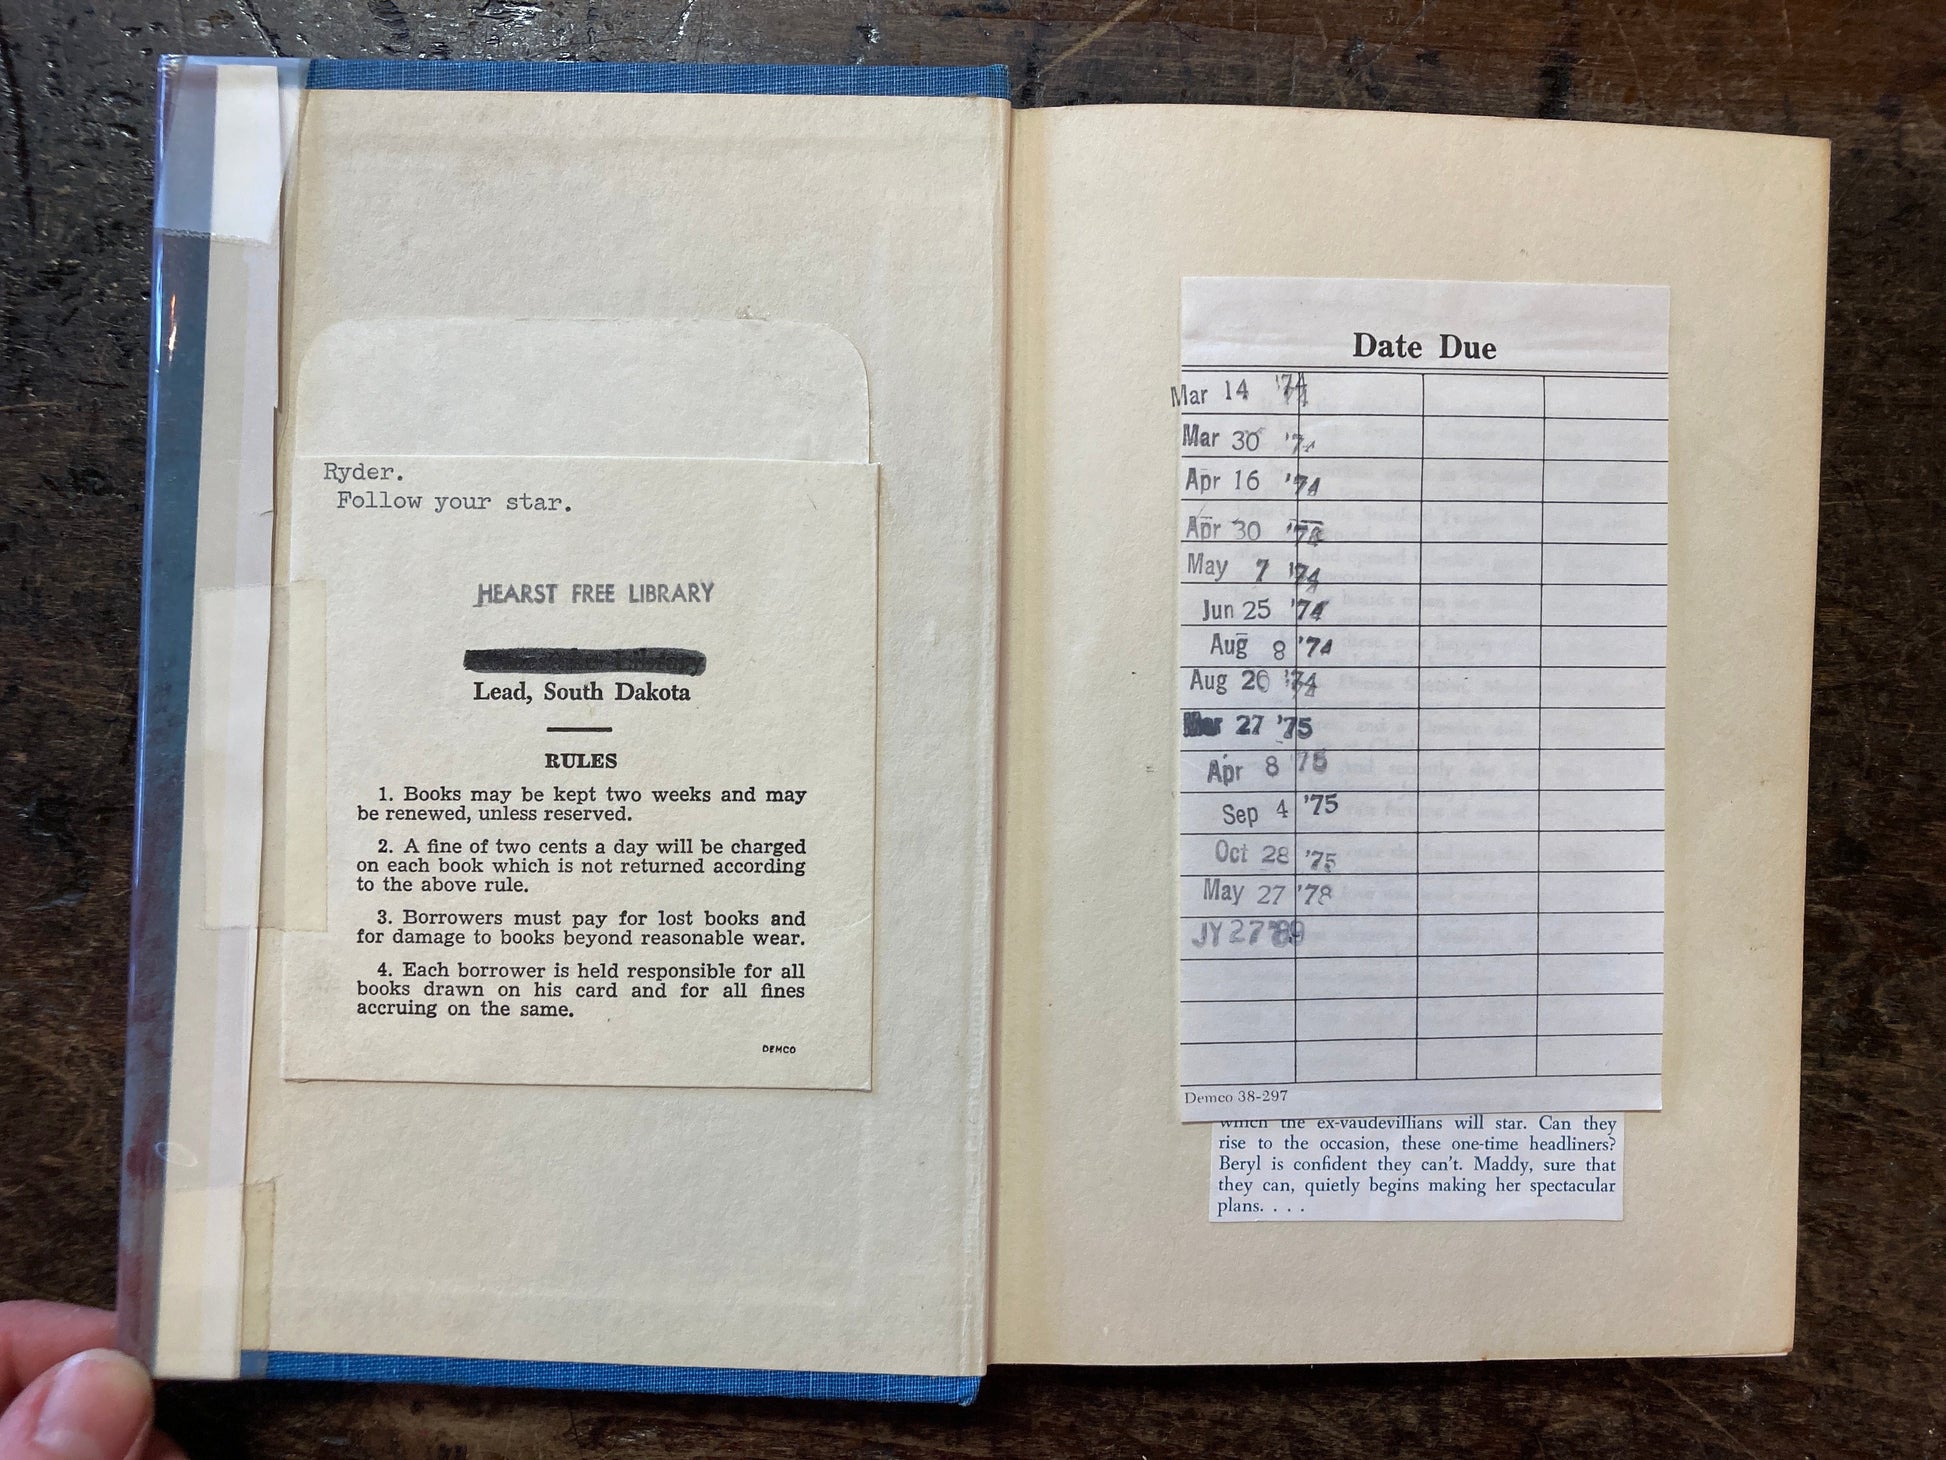 Ryder.
Follow your star.
HEARST FREE LIBRARY
Lead, South Dakota
RULES
1. Books may be kept two weeks and may
be renewed, unless reserved.
2. A fine of two cents a day will be charged
on each book which is not returned according
to the above rule.
3. Borrowers must pay for lost books and
for damage to books beyond reasonable wear.
4. Each borrower is held responsible for all
books drawn on his card and for all fines
accruing on the same.
DEMCO
Date Due
Mar 14 '74
Mar 30 '74
Apr 16 '74
Apr 30 '74
May 7 '74
Jun 25 '74
Aug 8 '74
Aug 20 '74
Mar 27 '75
Apr 8 '75
Sep 4 '75
Oct 28 '75
May 27 '78
JY 27 '89
Demco 38-297
which the ex-vaudevillians will star. Can they
rise to the occasion, these one-time headliners?
Beryl is confident they can't. Maddy, sure that
they can, quietly begins making her spectacular
plans. . . .